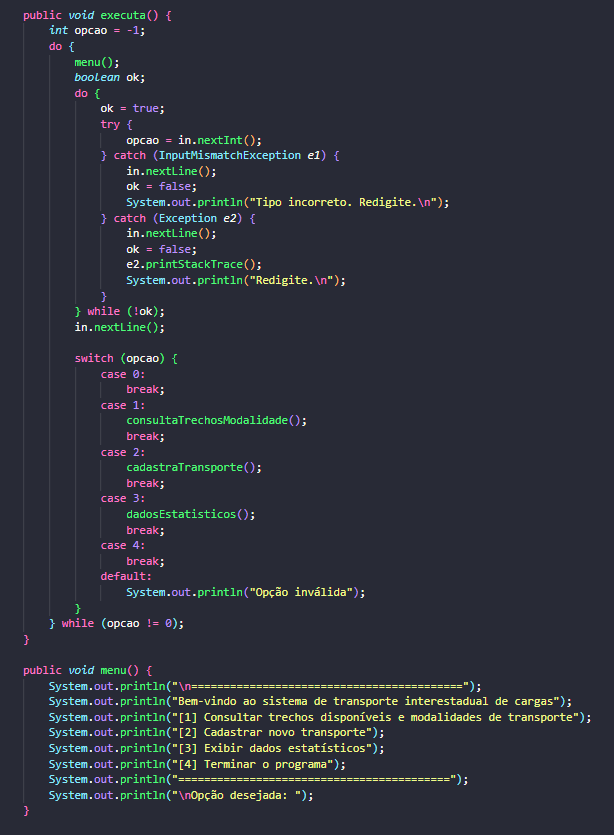 public void executa() {
int opcao = -1;
do {
menu();
boolean ok;
do {
ok = true;
try {
opcao = in.nextInt();
} catch (InputMismatchException e1) {
in.nextLine();
ok = false;
System.out.println("Tipo incorreto. Redigite.\n");
} catch (Exception e2) {
in.nextLine();
ok = false;
e2.printStackTrace();
System.out.println("Redigite.\n");
}
} while (!ok);
in.nextLine();
switch (opcao) {
case 0:
break;
case 1:
consultaTrechosModalidade();
break;
case 2:
cadastraTransporte();
break;
case 3:
dadosEstatisticos();
break;
case 4:
break;
default:
System.out.println("Opção inválida");
}
} while (opcao != 0);
}
public void menu() {
System.out.println("\n==========================================");
System.out.println("Bem-vindo ao sistema de transporte interestadual de cargas");
System.out.println("[1] Consultar trechos disponíveis e modalidades de transporte");
System.out.println("[2] Cadastrar novo transporte");
System.out.println("[3] Exibir dados estatísticos");
System.out.println("[4] Terminar o programa");
System.out.println("==========================================");
System.out.println("\nOpção desejada: ");
}